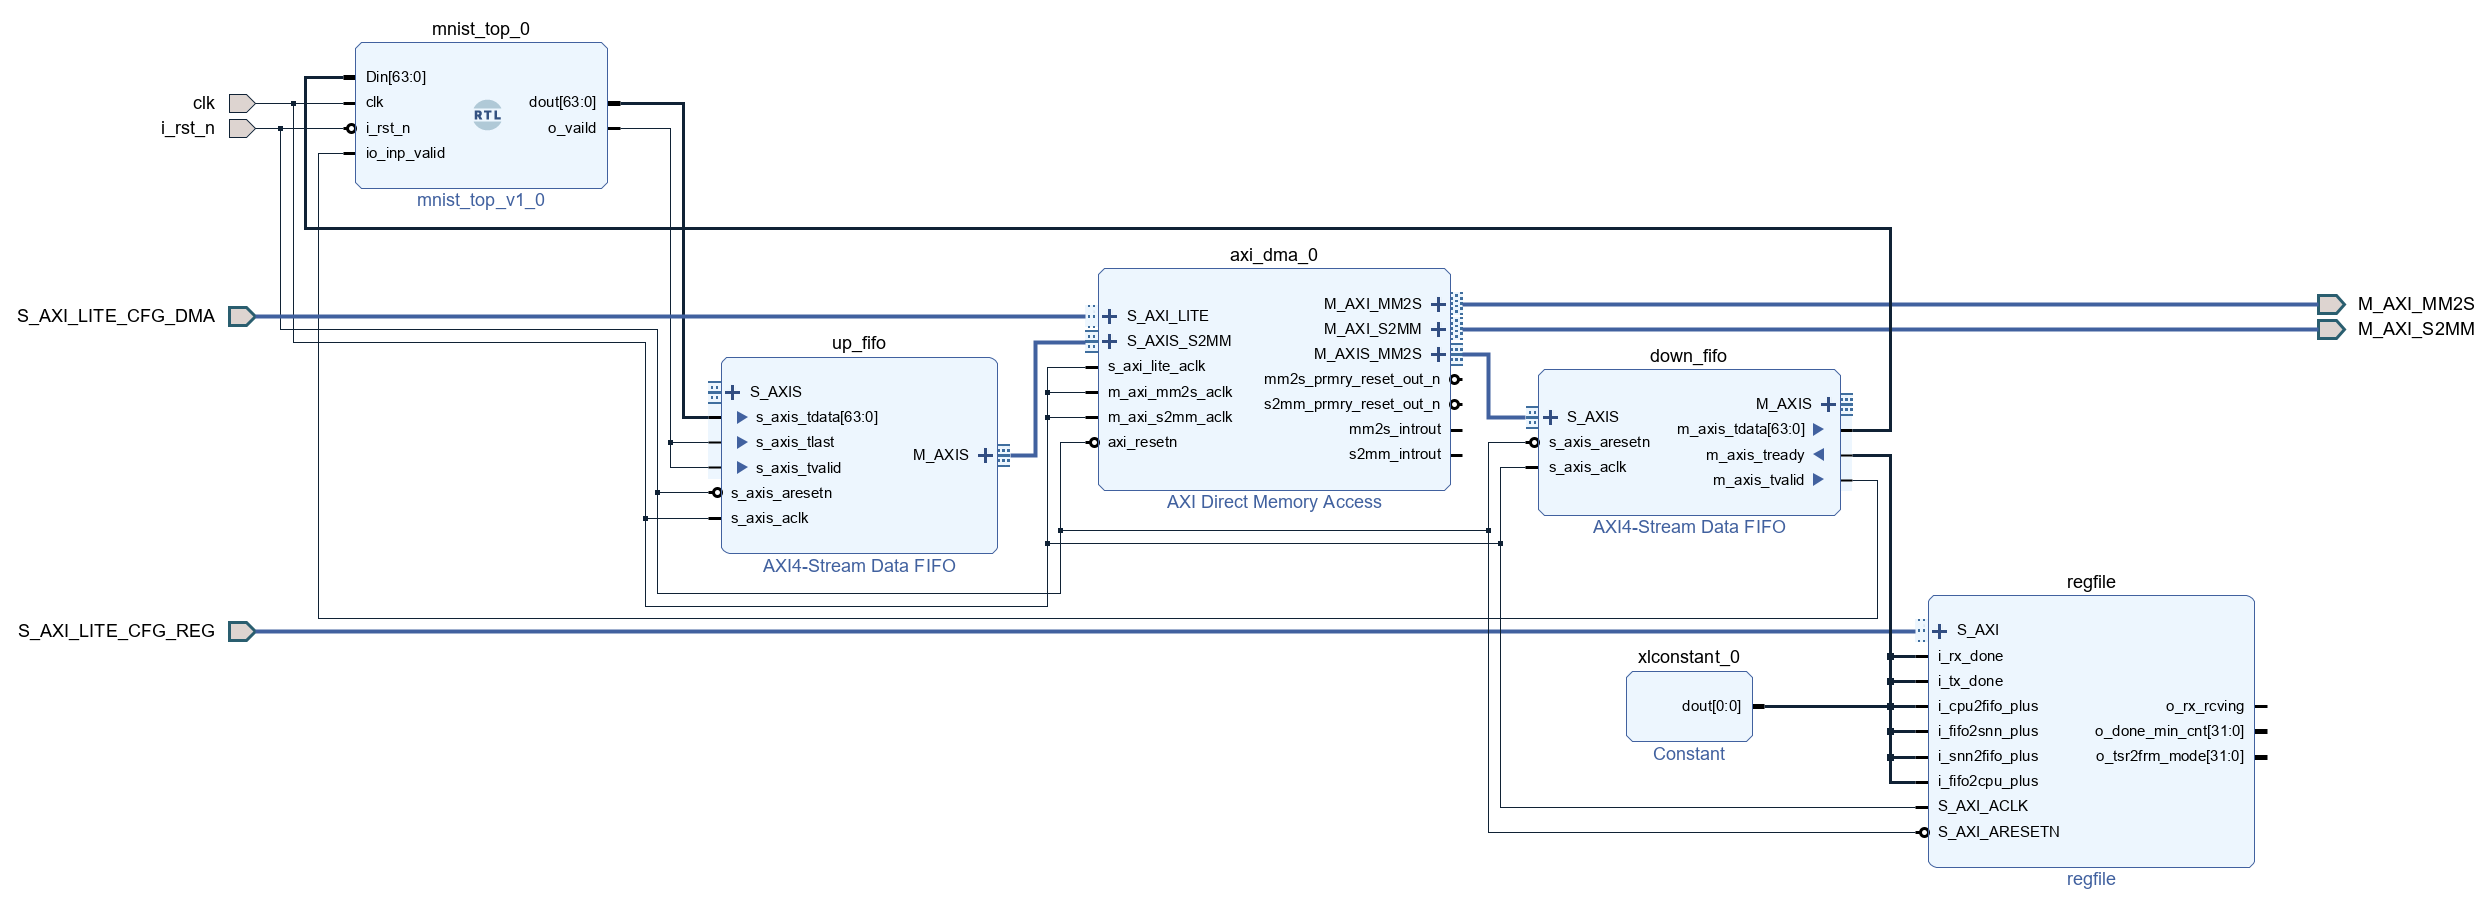 mnist_top_0
Din[63:0]
clk
i_rst_n
io_inp_valid
RTL
dout[63:0]
o_vaild
mnist_top_v1_0
clk
i_rst_n
S_AXI_LITE_CFG_DMA
S_AXI_LITE_CFG_REG
up_fifo
S_AXIS
s_axis_tdata[63:0]
s_axis_tlast
s_axis_tvalid
s_axis_aresetn
s_axis_aclk
M_AXIS
AXI4-Stream Data FIFO
axi_dma_0
S_AXI_LITE
S_AXIS_S2MM
s_axi_lite_aclk
m_axi_mm2s_aclk
m_axi_s2mm_aclk
axi_resetn
M_AXI_MM2S
M_AXI_S2MM
M_AXIS_MM2S
mm2s_prmry_reset_out_n
s2mm_prmry_reset_out_n
mm2s_introut
s2mm_introut
AXI Direct Memory Access
down_fifo
S_AXIS
s_axis_aresetn
s_axis_aclk
M_AXIS
m_axis_tdata[63:0]
m_axis_tready
m_axis_tvalid
AXI4-Stream Data FIFO
M_AXI_MM2S
M_AXI_S2MM
xlconstant_0
dout[0:0]
Constant
regfile
S_AXI
i_rx_done
i_tx_done
i_cpu2fifo_plus
i_fifo2snn_plus
i_snn2fifo_plus
i_fifo2cpu_plus
S_AXI_ACLK
S_AXI_ARESETN
o_rx_rcving
o_done_min_cnt[31:0]
o_tsr2frm_mode[31:0]
regfile